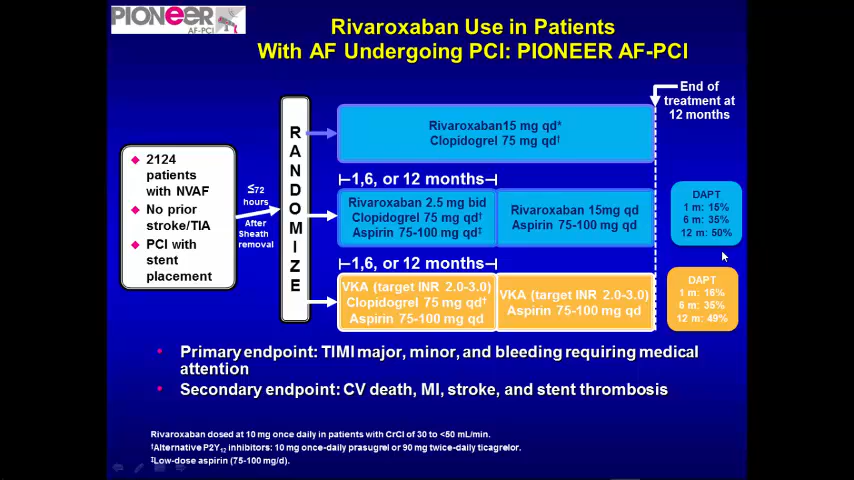 PIONEER
AF-PCI
Rivaroxaban Use in Patients
With AF Undergoing PCI: PIONEER AF-PCI
End of
treatment at
12 months
2124
patients
with NVAF
No prior
stroke/TIA
PCI with
stent
placement
≤72
hours
After
Sheath
removal
RANDOMIZE
Rivaroxaban15 mg qd*
Clopidogrel 75 mg qd†
1,6, or 12 months
Rivaroxaban 2.5 mg bid
Clopidogrel 75 mg qd†
Aspirin 75-100 mg qd‡
Rivaroxaban 15mg qd
Aspirin 75-100 mg qd
DAPT
1 m: 15%
6 m: 35%
12 m: 50%
1,6, or 12 months
VKA (target INR 2.0-3.0)
Clopidogrel 75 mg qd†
Aspirin 75-100 mg qd
VKA (target INR 2.0-3.0)
Aspirin 75-100 mg qd
DAPT
1 m: 16%
6 m: 35%
12 m: 49%
• Primary endpoint: TIMI major, minor, and bleeding requiring medical
attention
• Secondary endpoint: CV death, MI, stroke, and stent thrombosis
Rivaroxaban dosed at 10 mg once daily in patients with CrCl of 30 to <50 mL/min.
†Alternative P2Y12 inhibitors: 10 mg once-daily prasugrel or 90 mg twice-daily ticagrelor.
‡Low-dose aspirin (75-100 mg/d).